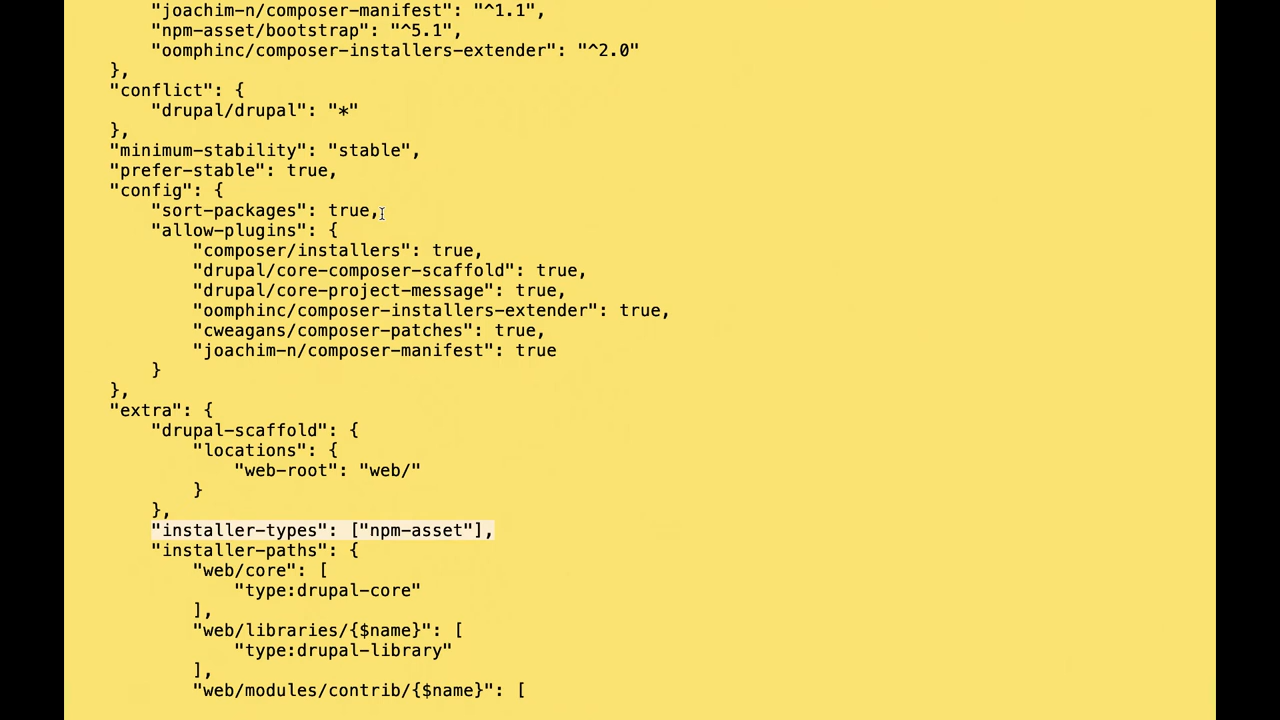 "joachim-n/composer-manifest": "^1.1",
"npm-asset/bootstrap": "^5.1",
"oomphinc/composer-installers-extender": "^2.0"
},
"conflict": {
"drupal/drupal": "*"
},
"minimum-stability": "stable",
"prefer-stable": true,
"config": {
"sort-packages": true,
"allow-plugins": {
"composer/installers": true,
"drupal/core-composer-scaffold": true,
"drupal/core-project-message": true,
"oomphinc/composer-installers-extender": true,
"cweagans/composer-patches": true,
"joachim-n/composer-manifest": true
}
},
"extra": {
"drupal-scaffold": {
"locations": {
"web-root": "web/"
}
},
"installer-types": ["npm-asset"],
"installer-paths": {
"web/core": [
"type:drupal-core"
],
"web/libraries/{$name}": [
"type:drupal-library"
],
"web/modules/contrib/{$name}": [